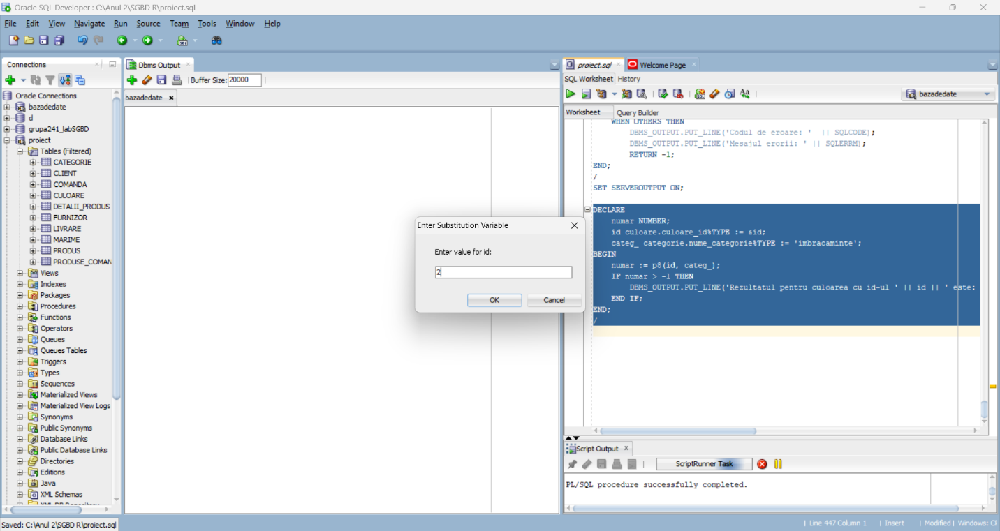 Oracle SQL Developer : C:\Anul 2\SGBD R\proiect.sql
File Edit View Navigate Run Source Team Tools Window Help
Connections
Oracle Connections
bazadedate
d
grupa241_labSGBD
project
Tables (Filtered)
CATEGORIE
CLIENT
COMANDA
CULOARE
DETALII_PRODUS
FURNIZOR
LIVRARE
MARIME
PRODUS
PRODUSE_COMAN
Views
Indexes
Packages
Procedures
Functions
Operators
Queues
Queues Tables
Triggers
Types
Sequences
Materialized Views
Materialized View Logs
Synonyms
Public Synonyms
Database Links
Public Database Links
Directories
Editions
Java
XML Schemas
Dbms Output
Buffer Size: 20000
bazadedate
Enter Substitution Variable
Enter value for id:
2
OK Cancel
proiect.sql Welcome Page
SQL Worksheet History
bazadedate
Worksheet Query Builder
WHEN OTHERS THEN
DBMS_OUTPUT.PUT_LINE('Codul de eroare: ' || SQLCODE);
DBMS_OUTPUT.PUT_LINE('Mesajul erorii: ' || SQLERRM);
RETURN -1;
END;
/
SET SERVEROUTPUT ON;
DECLARE
numar NUMBER;
id culoare.culoare_id%TYPE := &id;
categ_ categorie.nume_categorie%TYPE := 'imbracaminte';
BEGIN
numar := p8(id, categ_);
IF numar > -1 THEN
DBMS_OUTPUT.PUT_LINE('Rezultatul pentru culoarea cu id-ul ' || id || ' este:
END IF;
END;
/
Script Output
ScriptRunner Task
PL/SQL procedure successfully completed.
Saved: C:\Anul 2\SGBD R\proiect.sql
| Line 447 Column 1 | Insert | Modified | Windows: